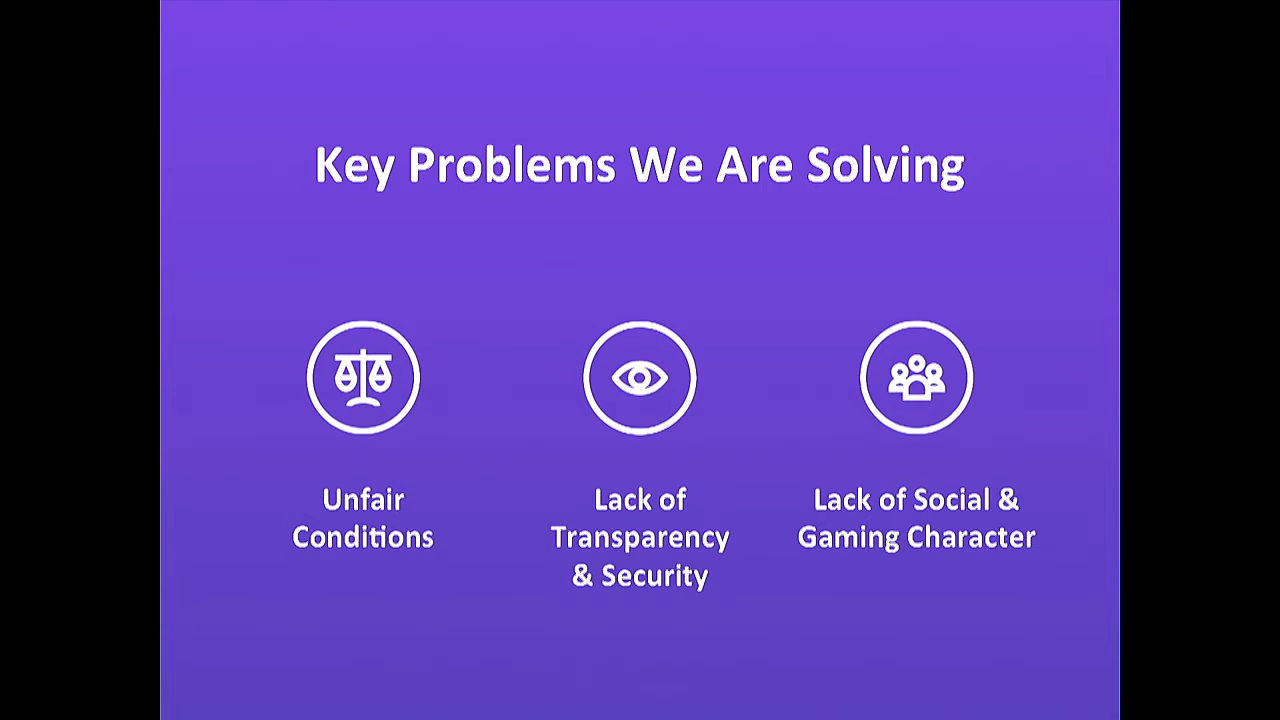 Key Problems We Are Solving
Unfair
Conditions
Lack of
Transparency
& Security
Lack of Social &
Gaming Character